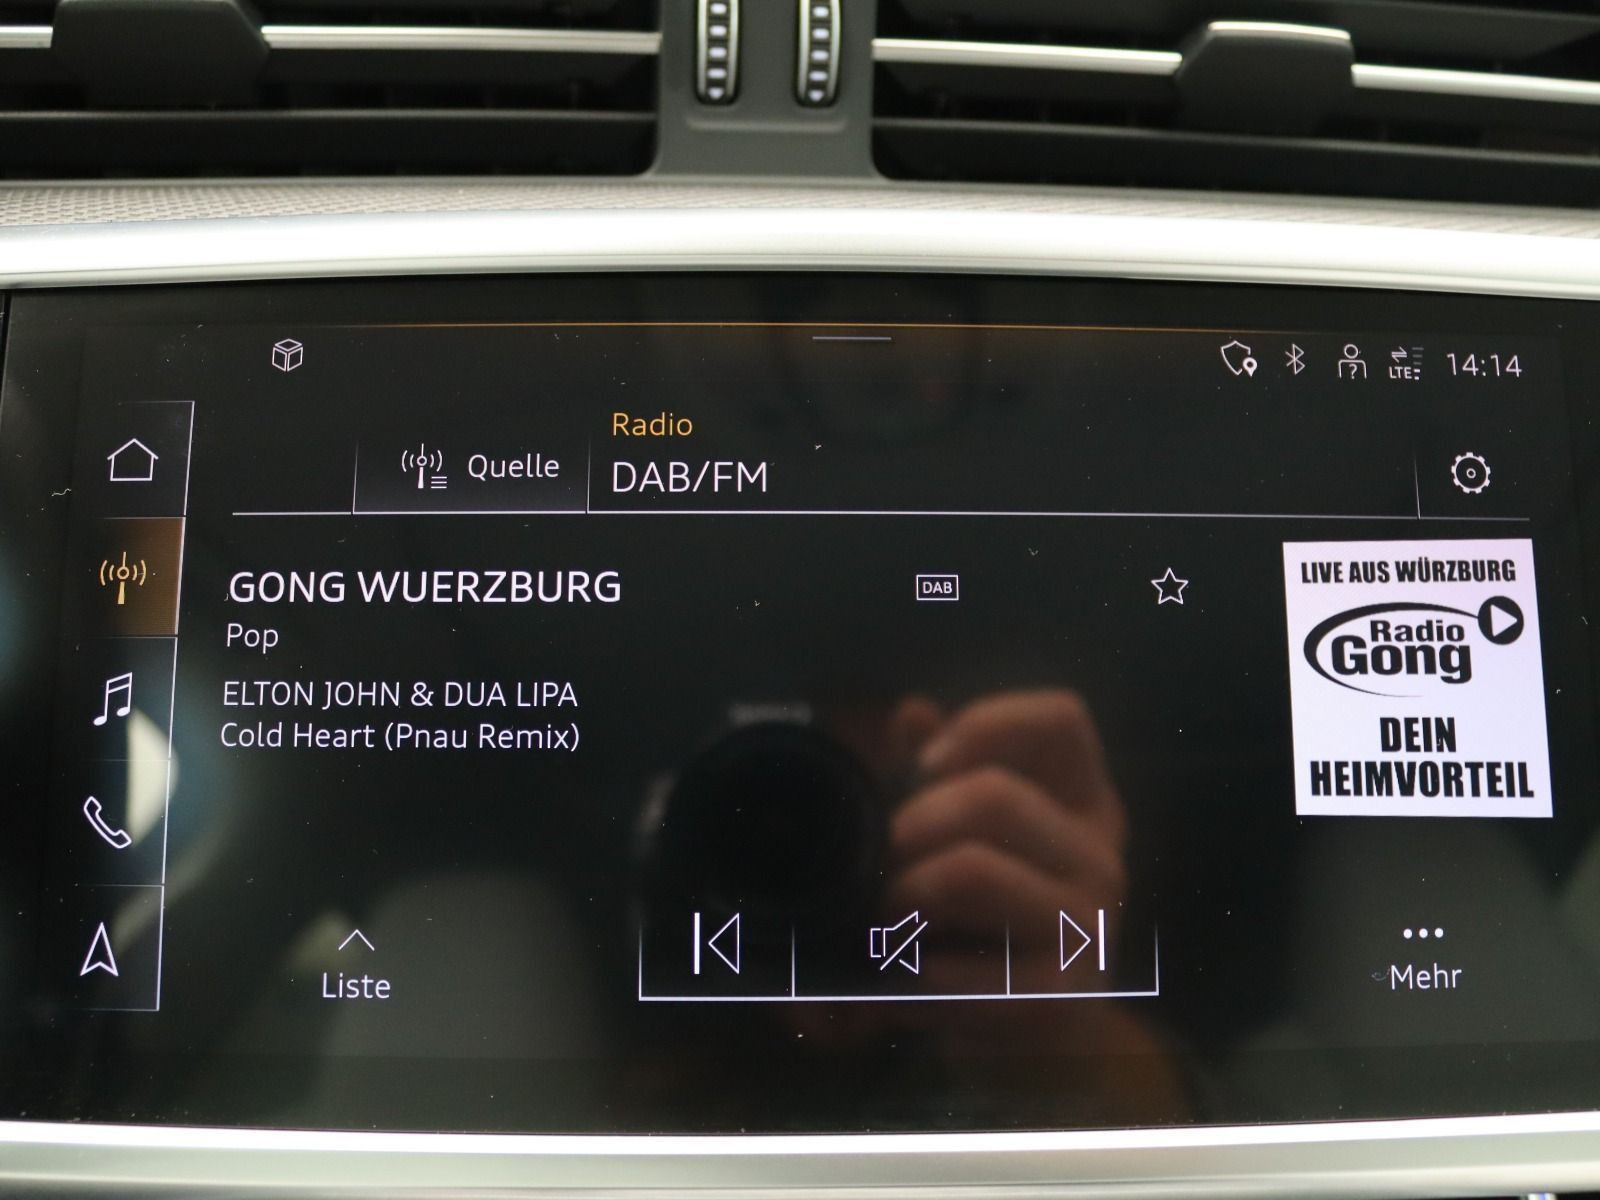 LTE
14:14
Radio
Quelle
DAB/FM
GONG WUERZBURG
DAB
Pop
ELTON JOHN & DUA LIPA
Cold Heart (Pnau Remix)
LIVE AUS WÜRZBURG
Radio
Gong
DEIN
HEIMVORTEIL
Liste
Mehr